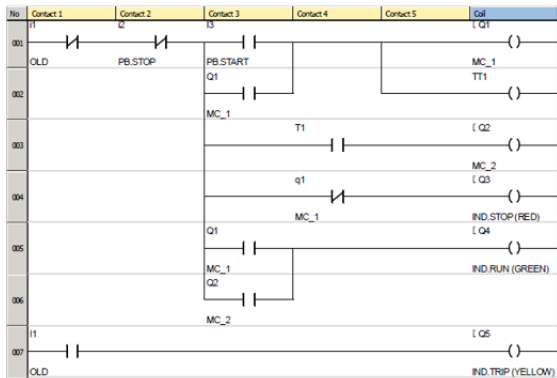 No Contact 1 Contact 2 Contact 3 Contact 4 Contact 5 Coil
i1 i2 I3 [ Q1
001
OLD PB.STOP PB.START MC_1
Q1 TT1
002
MC_1
T1 [ Q2
003
MC_2
q1 [ Q3
004
MC_1 IND.STOP (RED)
Q1 [ Q4
005
MC_1 IND.RUN (GREEN)
Q2
006
MC_2
I1 [ Q5
007
OLD IND.TRIP (YELLOW)